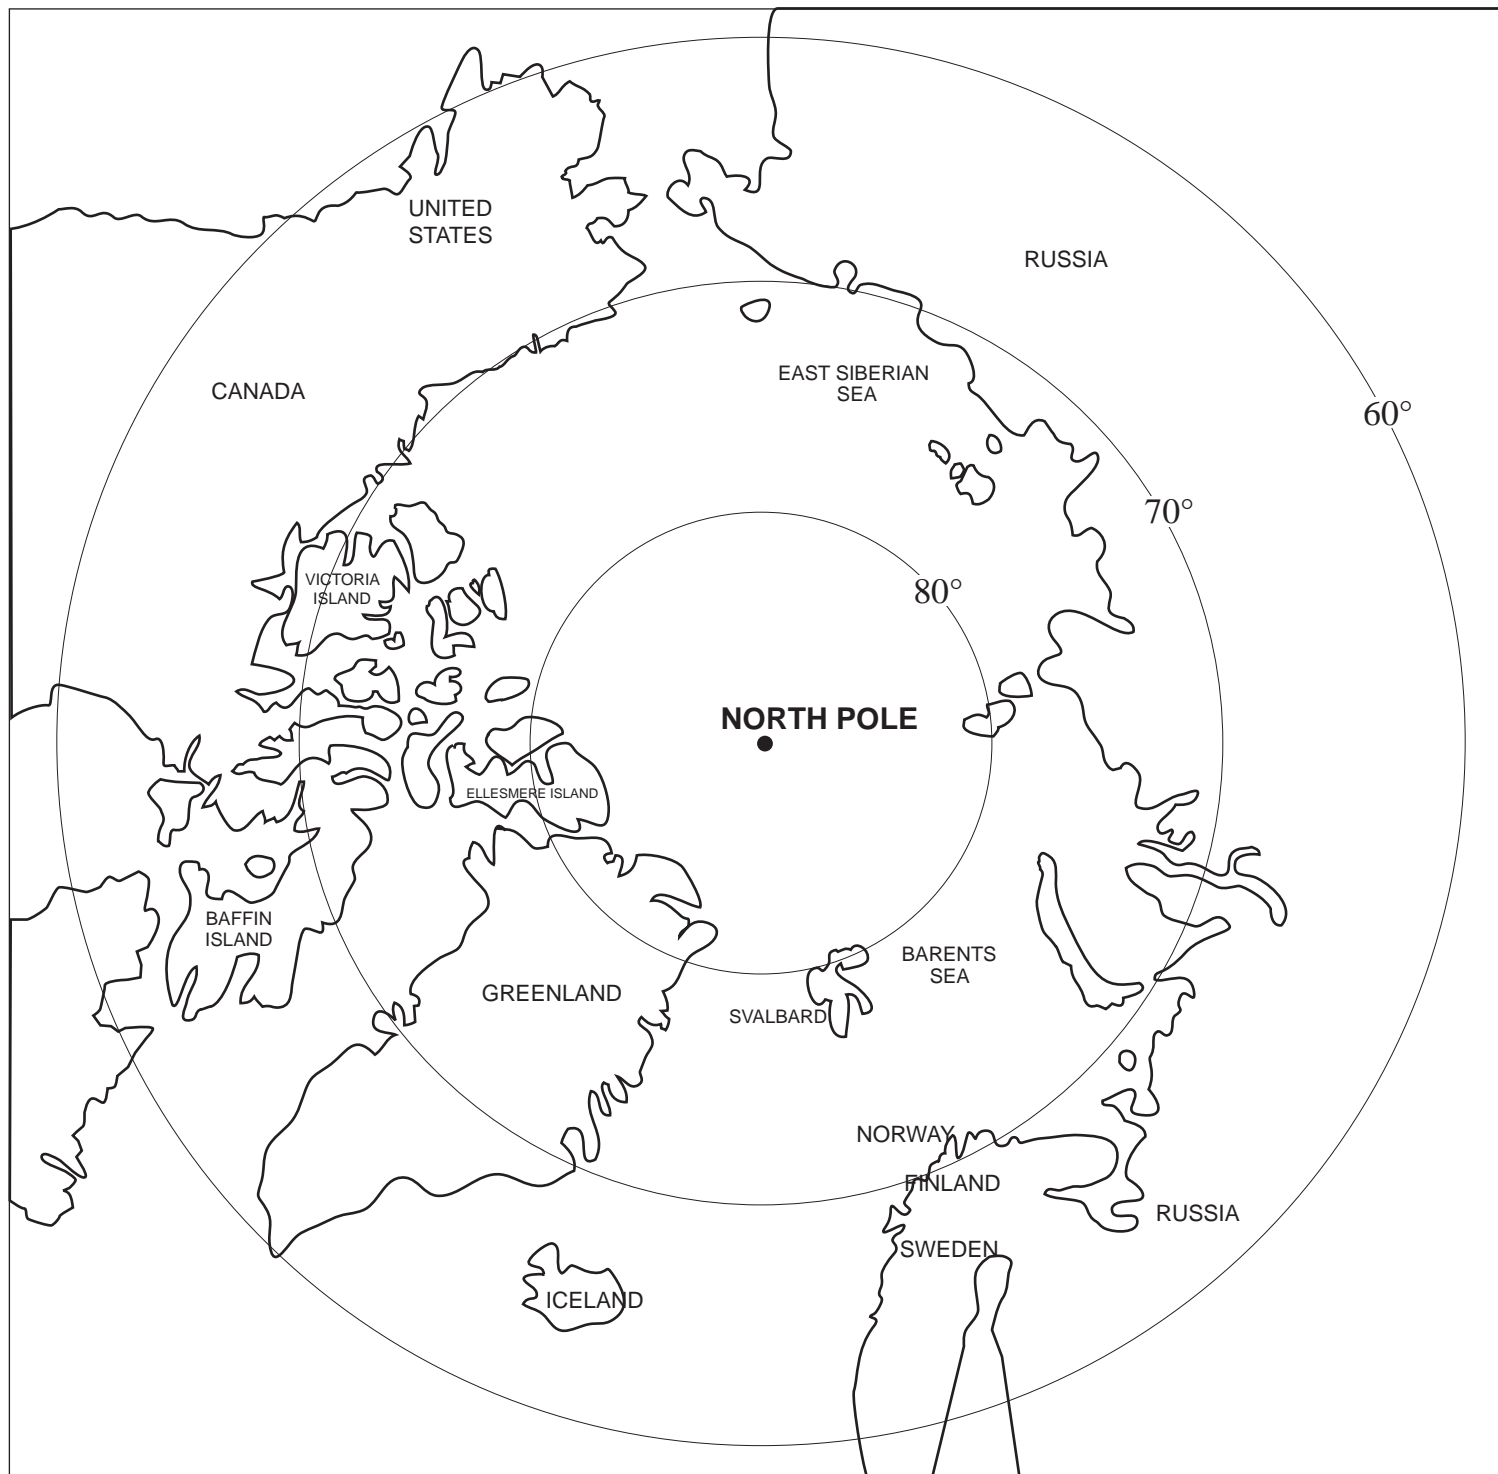 UNITED
STATES
RUSSIA
CANADA
EAST SIBERIAN
SEA
60°
70°
VICTORIA
ISLAND
80°
NORTH POLE
ELLESMERE ISLAND
BAFFIN
ISLAND
BARENTS
SEA
GREENLAND
SVALBARD
NORWAY
FINLAND
RUSSIA
SWEDEN
ICELAND